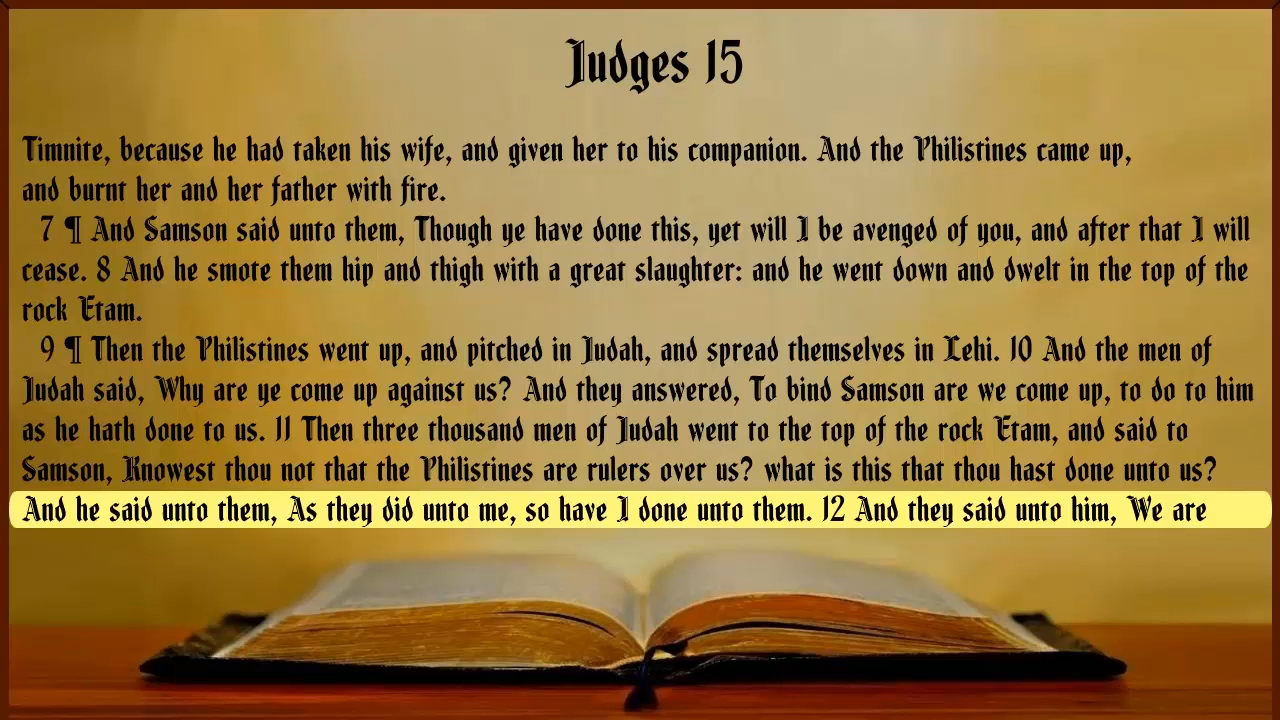 Judges 15
Timnite, because he had taken his wife, and given her to his companion. And the Philistines came up,
and burnt her and her father with fire.
7 ¶ And Samson said unto them, Though ye have done this, yet will I be avenged of you, and after that I will
cease. 8 And he smote them hip and thigh with a great slaughter: and he went down and dwelt in the top of the
rock Etam.
9 ¶ Then the Philistines went up, and pitched in Judah, and spread themselves in Lehi. 10 And the men of
Judah said, Why are ye come up against us? And they answered, To bind Samson are we come up, to do to him
as he hath done to us. 11 Then three thousand men of Judah went to the top of the rock Etam, and said to
Samson, Knowest thou not that the Philistines are rulers over us? what is this that thou hast done unto us?
And he said unto them, As they did unto me, so have I done unto them. 12 And they said unto him, We are